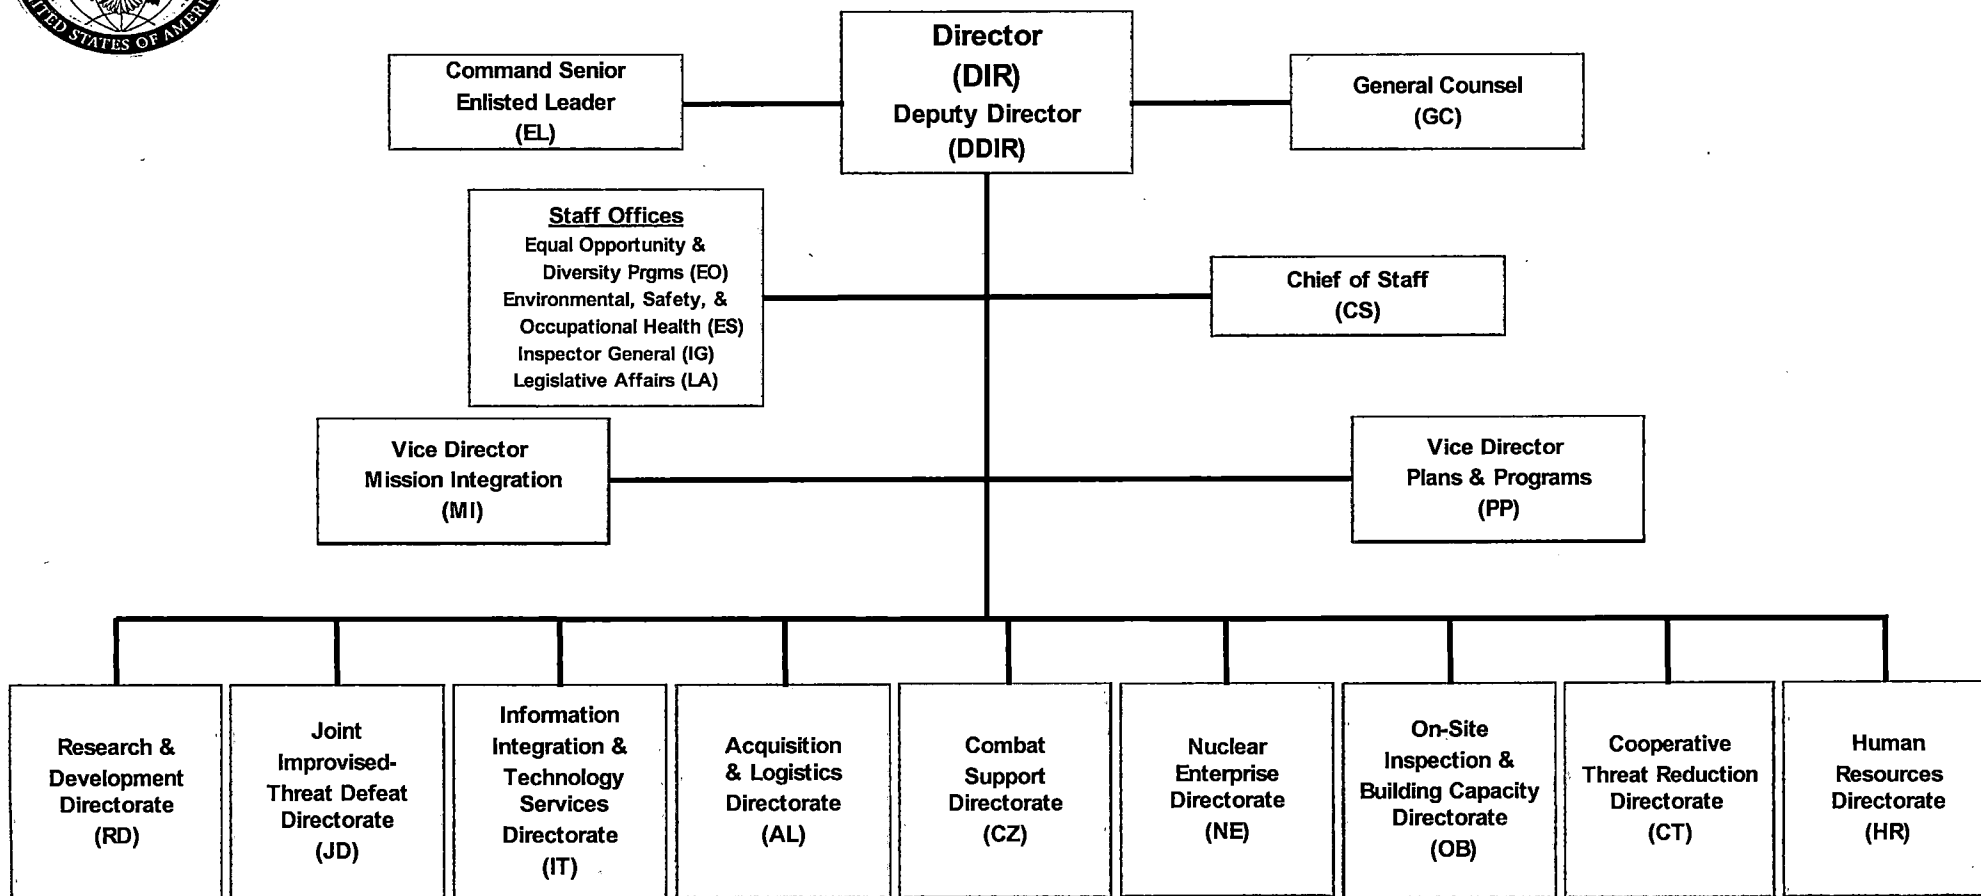 UNITED STATES OF AMERI
Director
(DIR)
Deputy Director
(DDIR)
Command Senior
Enlisted Leader
(EL)
General Counsel
(GC)
Staff Offices
Equal Opportunity &
Diversity Prgms (EO)
Environmental, Safety, &
Occupational Health (ES)
Inspector General (IG)
Legislative Affairs (LA)
Chief of Staff
(CS)
Vice Director
Mission Integration
(MI)
Vice Director
Plans & Programs
(PP)
Research &
Development
Directorate
(RD)
Joint
Improvised-
Threat Defeat
Directorate
(JD)
Information
Integration &
Technology
Services
Directorate
(IT)
Acquisition
& Logistics
Directorate
(AL)
Combat
Support
Directorate
(CZ)
Nuclear
Enterprise
Directorate
(NE)
On-Site
Inspection &
Building Capacity
Directorate
(OB)
Cooperative
Threat Reduction
Directorate
(CT)
Human
Resources
Directorate
(HR)